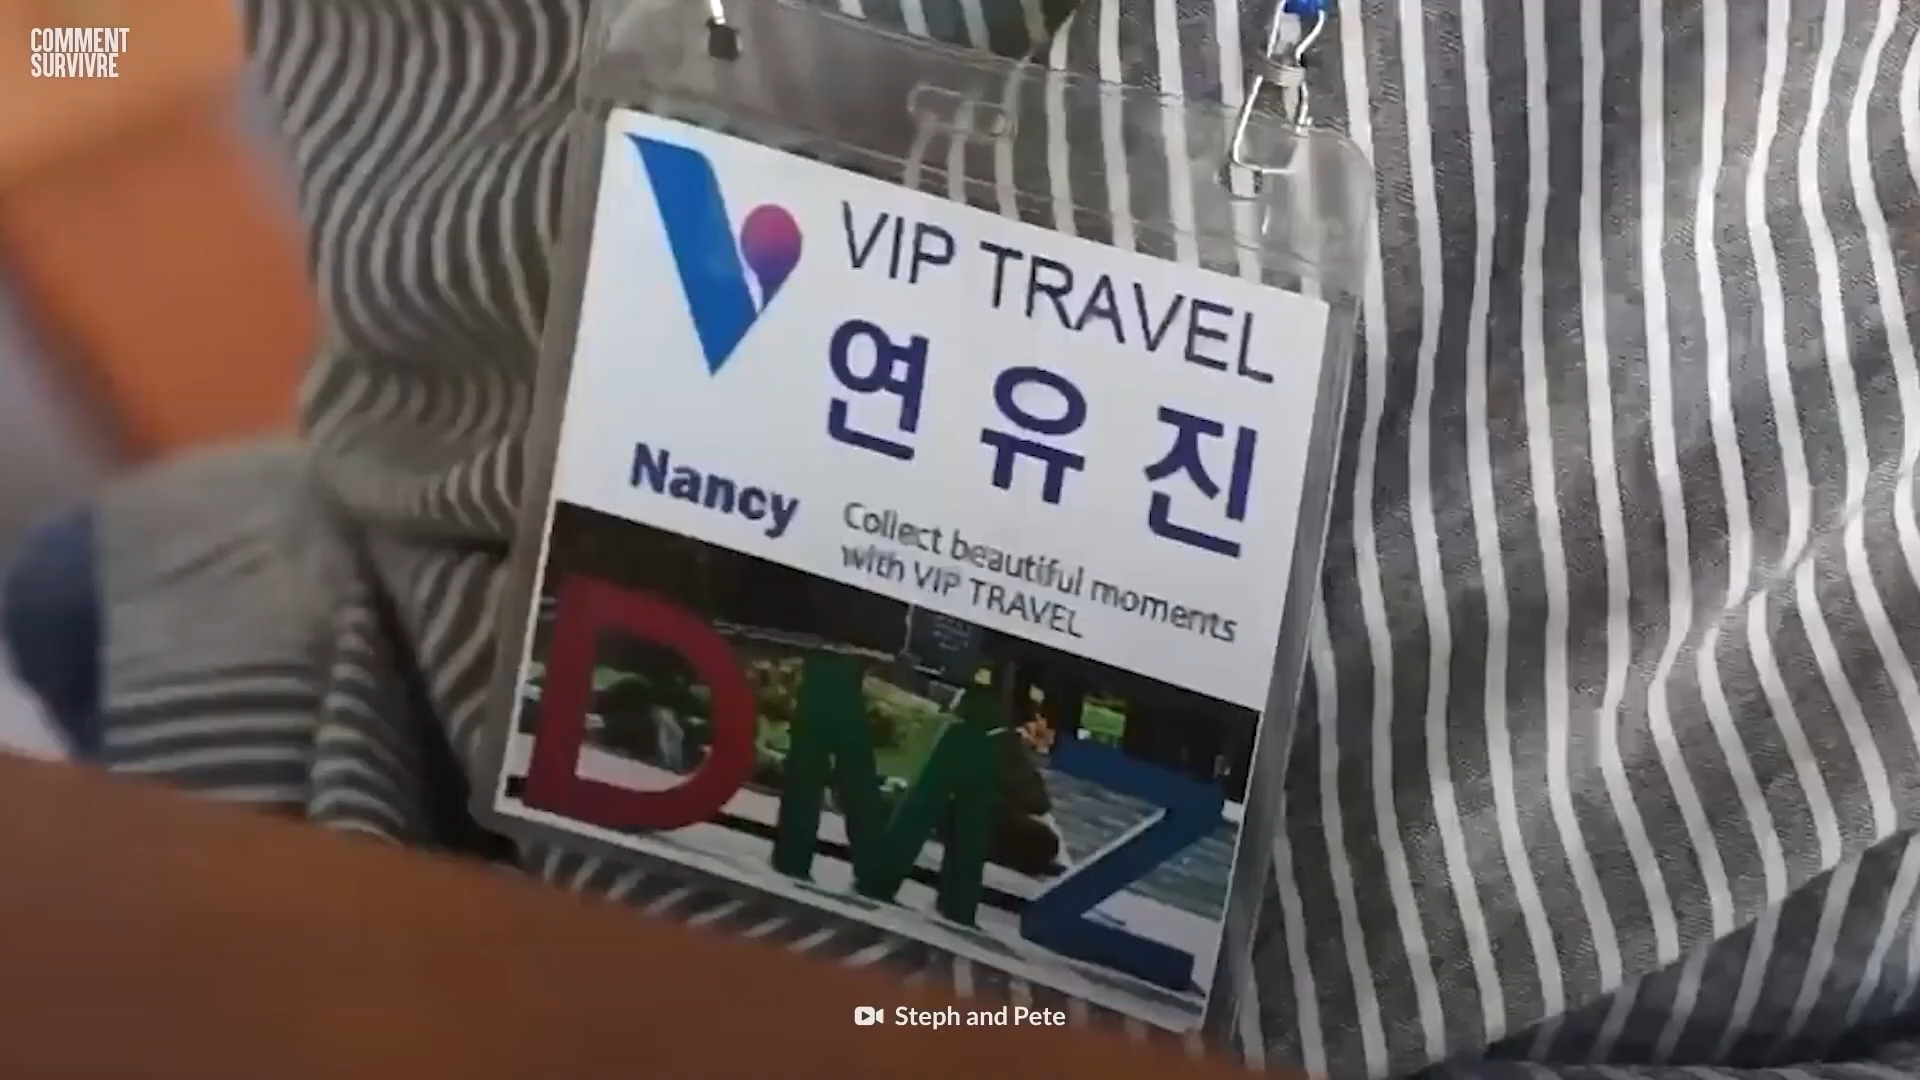 COMMENT
SURVIVRE
VIP TRAVEL
연유진
Nancy
Collect beautiful moments
with VIP TRAVEL
DMZ
Steph and Pete